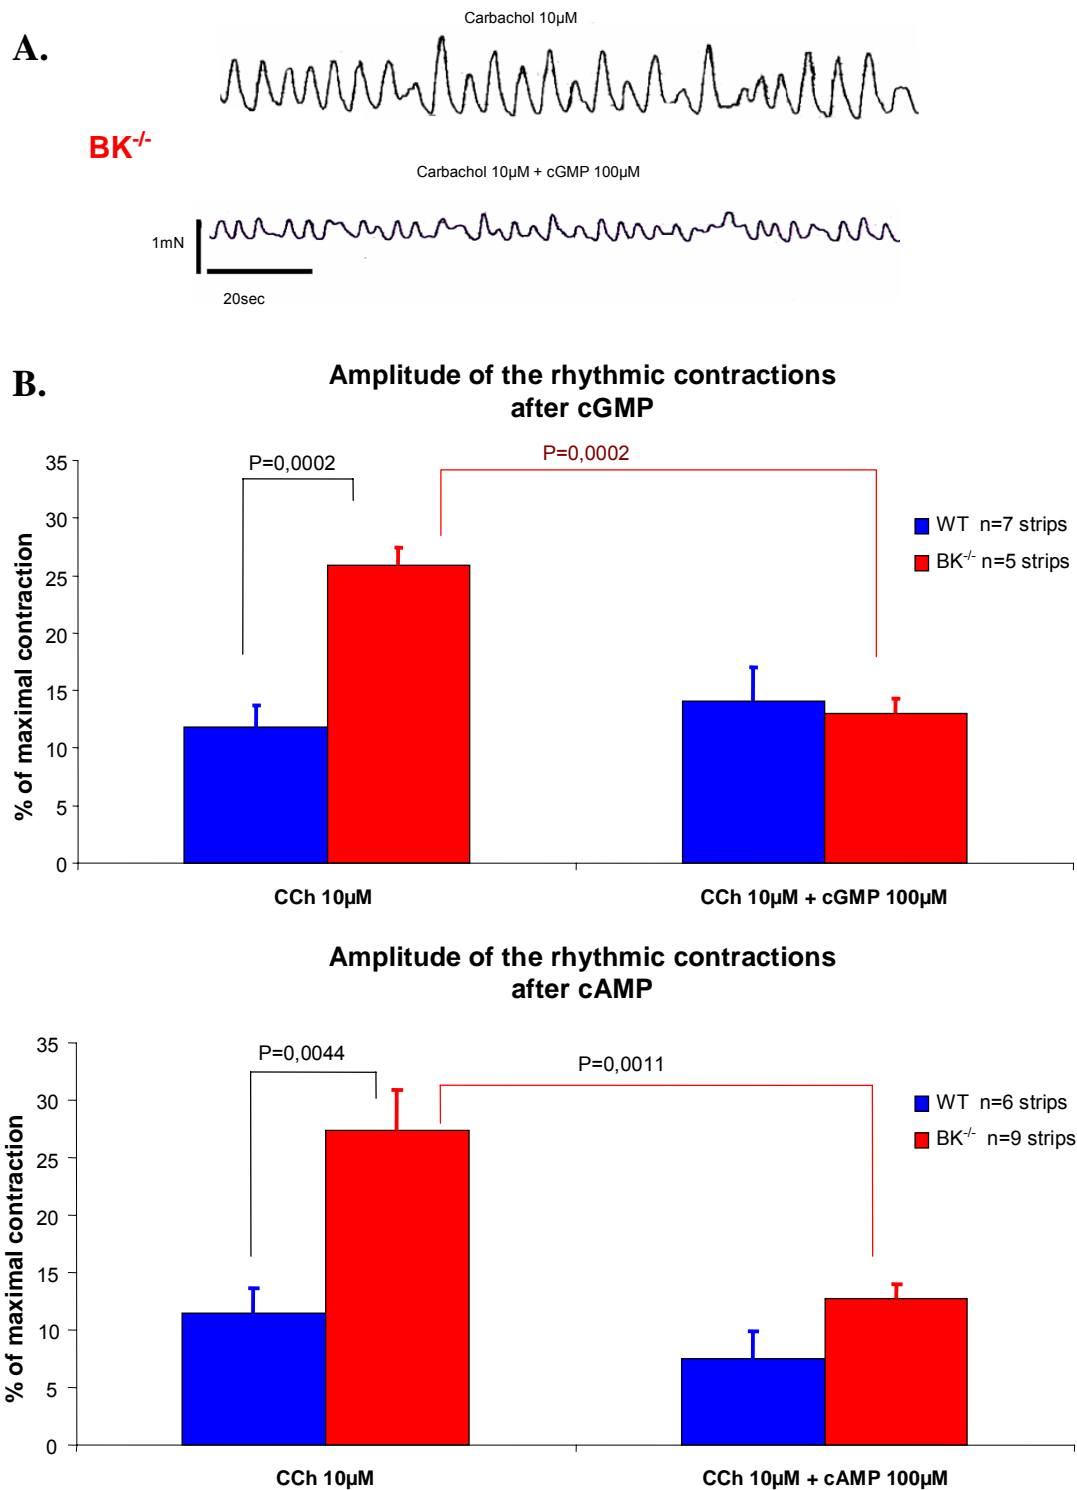 A.
Carbachol 10µM
BK-/-
Carbachol 10µM + cGMP 100µM
1mN
20sec
B.
Amplitude of the rhythmic contractions
after cGMP
% of maximal contraction
35
30
25
20
15
10
5
0
P=0,0002
P=0,0002
WT n=7 strips
BK-/- n=5 strips
CCh 10µM
CCh 10µM + cGMP 100µM
Amplitude of the rhythmic contractions
after cAMP
% of maximal contraction
35
30
25
20
15
10
5
0
P=0,0044
P=0,0011
WT n=6 strips
BK-/- n=9 strips
CCh 10µM
CCh 10µM + cAMP 100µM